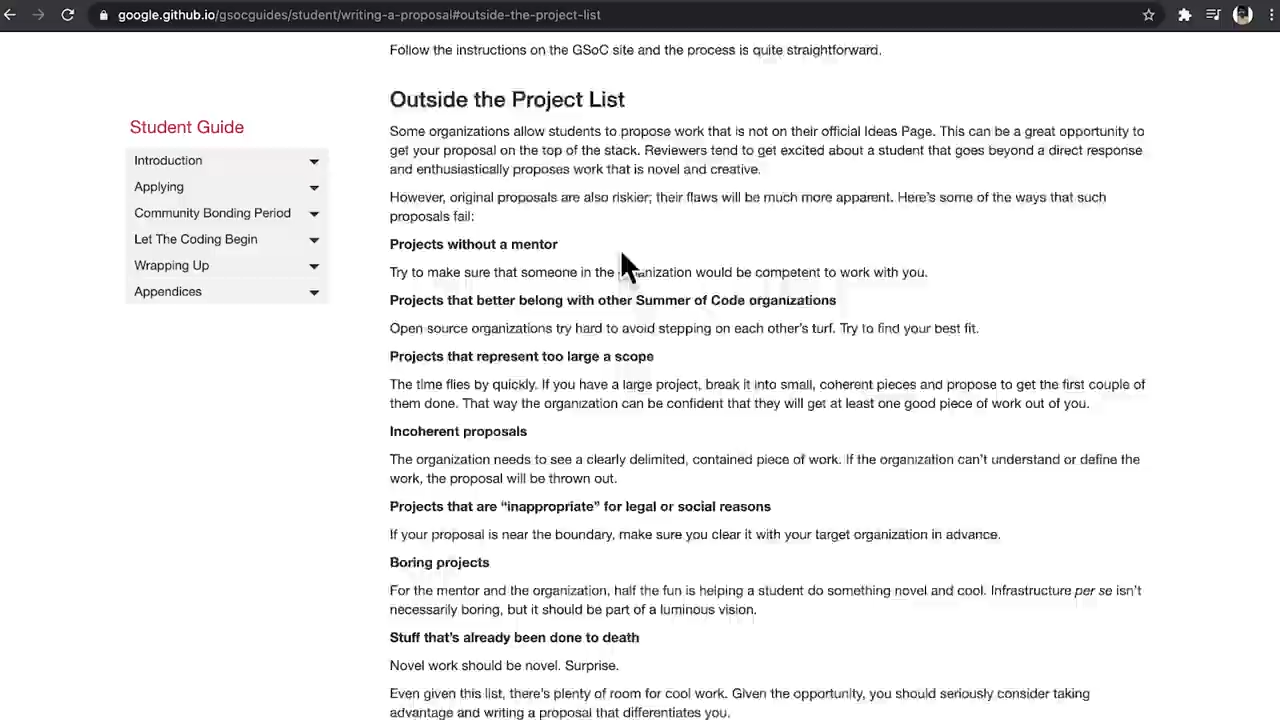 google.github.io/gsocguides/student/writing-a-proposal#outside-the-project-list
Follow the instructions on the GSoC site and the process is quite straightforward.
Student Guide
Introduction
Applying
Community Bonding Period
Let The Coding Begin
Wrapping Up
Appendices
Outside the Project List
Some organizations allow students to propose work that is not on their official Ideas Page. This can be a great opportunity to
get your proposal on the top of the stack. Reviewers tend to get excited about a student that goes beyond a direct response
and enthusiastically proposes work that is novel and creative.
However, original proposals are also riskier; their flaws will be much more apparent. Here's some of the ways that such
proposals fail:
Projects without a mentor
Try to make sure that someone in the anization would be competent to work with you.
Projects that better belong with other Summer of Code organizations
Open source organizations try hard to avoid stepping on each other's turf. Try to find your best fit.
Projects that represent too large a scope
The time flies by quickly. If you have a large project, break it into small, coherent pieces and propose to get the first couple of
them done. That way the organization can be confident that they will get at least one good piece of work out of you.
Incoherent proposals
The organization needs to see a clearly delimited, contained piece of work. If the organization can't understand or define the
work, the proposal will be thrown out.
Projects that are “inappropriate” for legal or social reasons
If your proposal is near the boundary, make sure you clear it with your target organization in advance.
Boring projects
For the mentor and the organization, half the fun is helping a student do something novel and cool. Infrastructure per se isn't
necessarily boring, but it should be part of a luminous vision.
Stuff that's already been done to death
Novel work should be novel. Surprise.
Even given this list, there's plenty of room for cool work. Given the opportunity, you should seriously consider taking
advantage and writing a proposal that differentiates you.